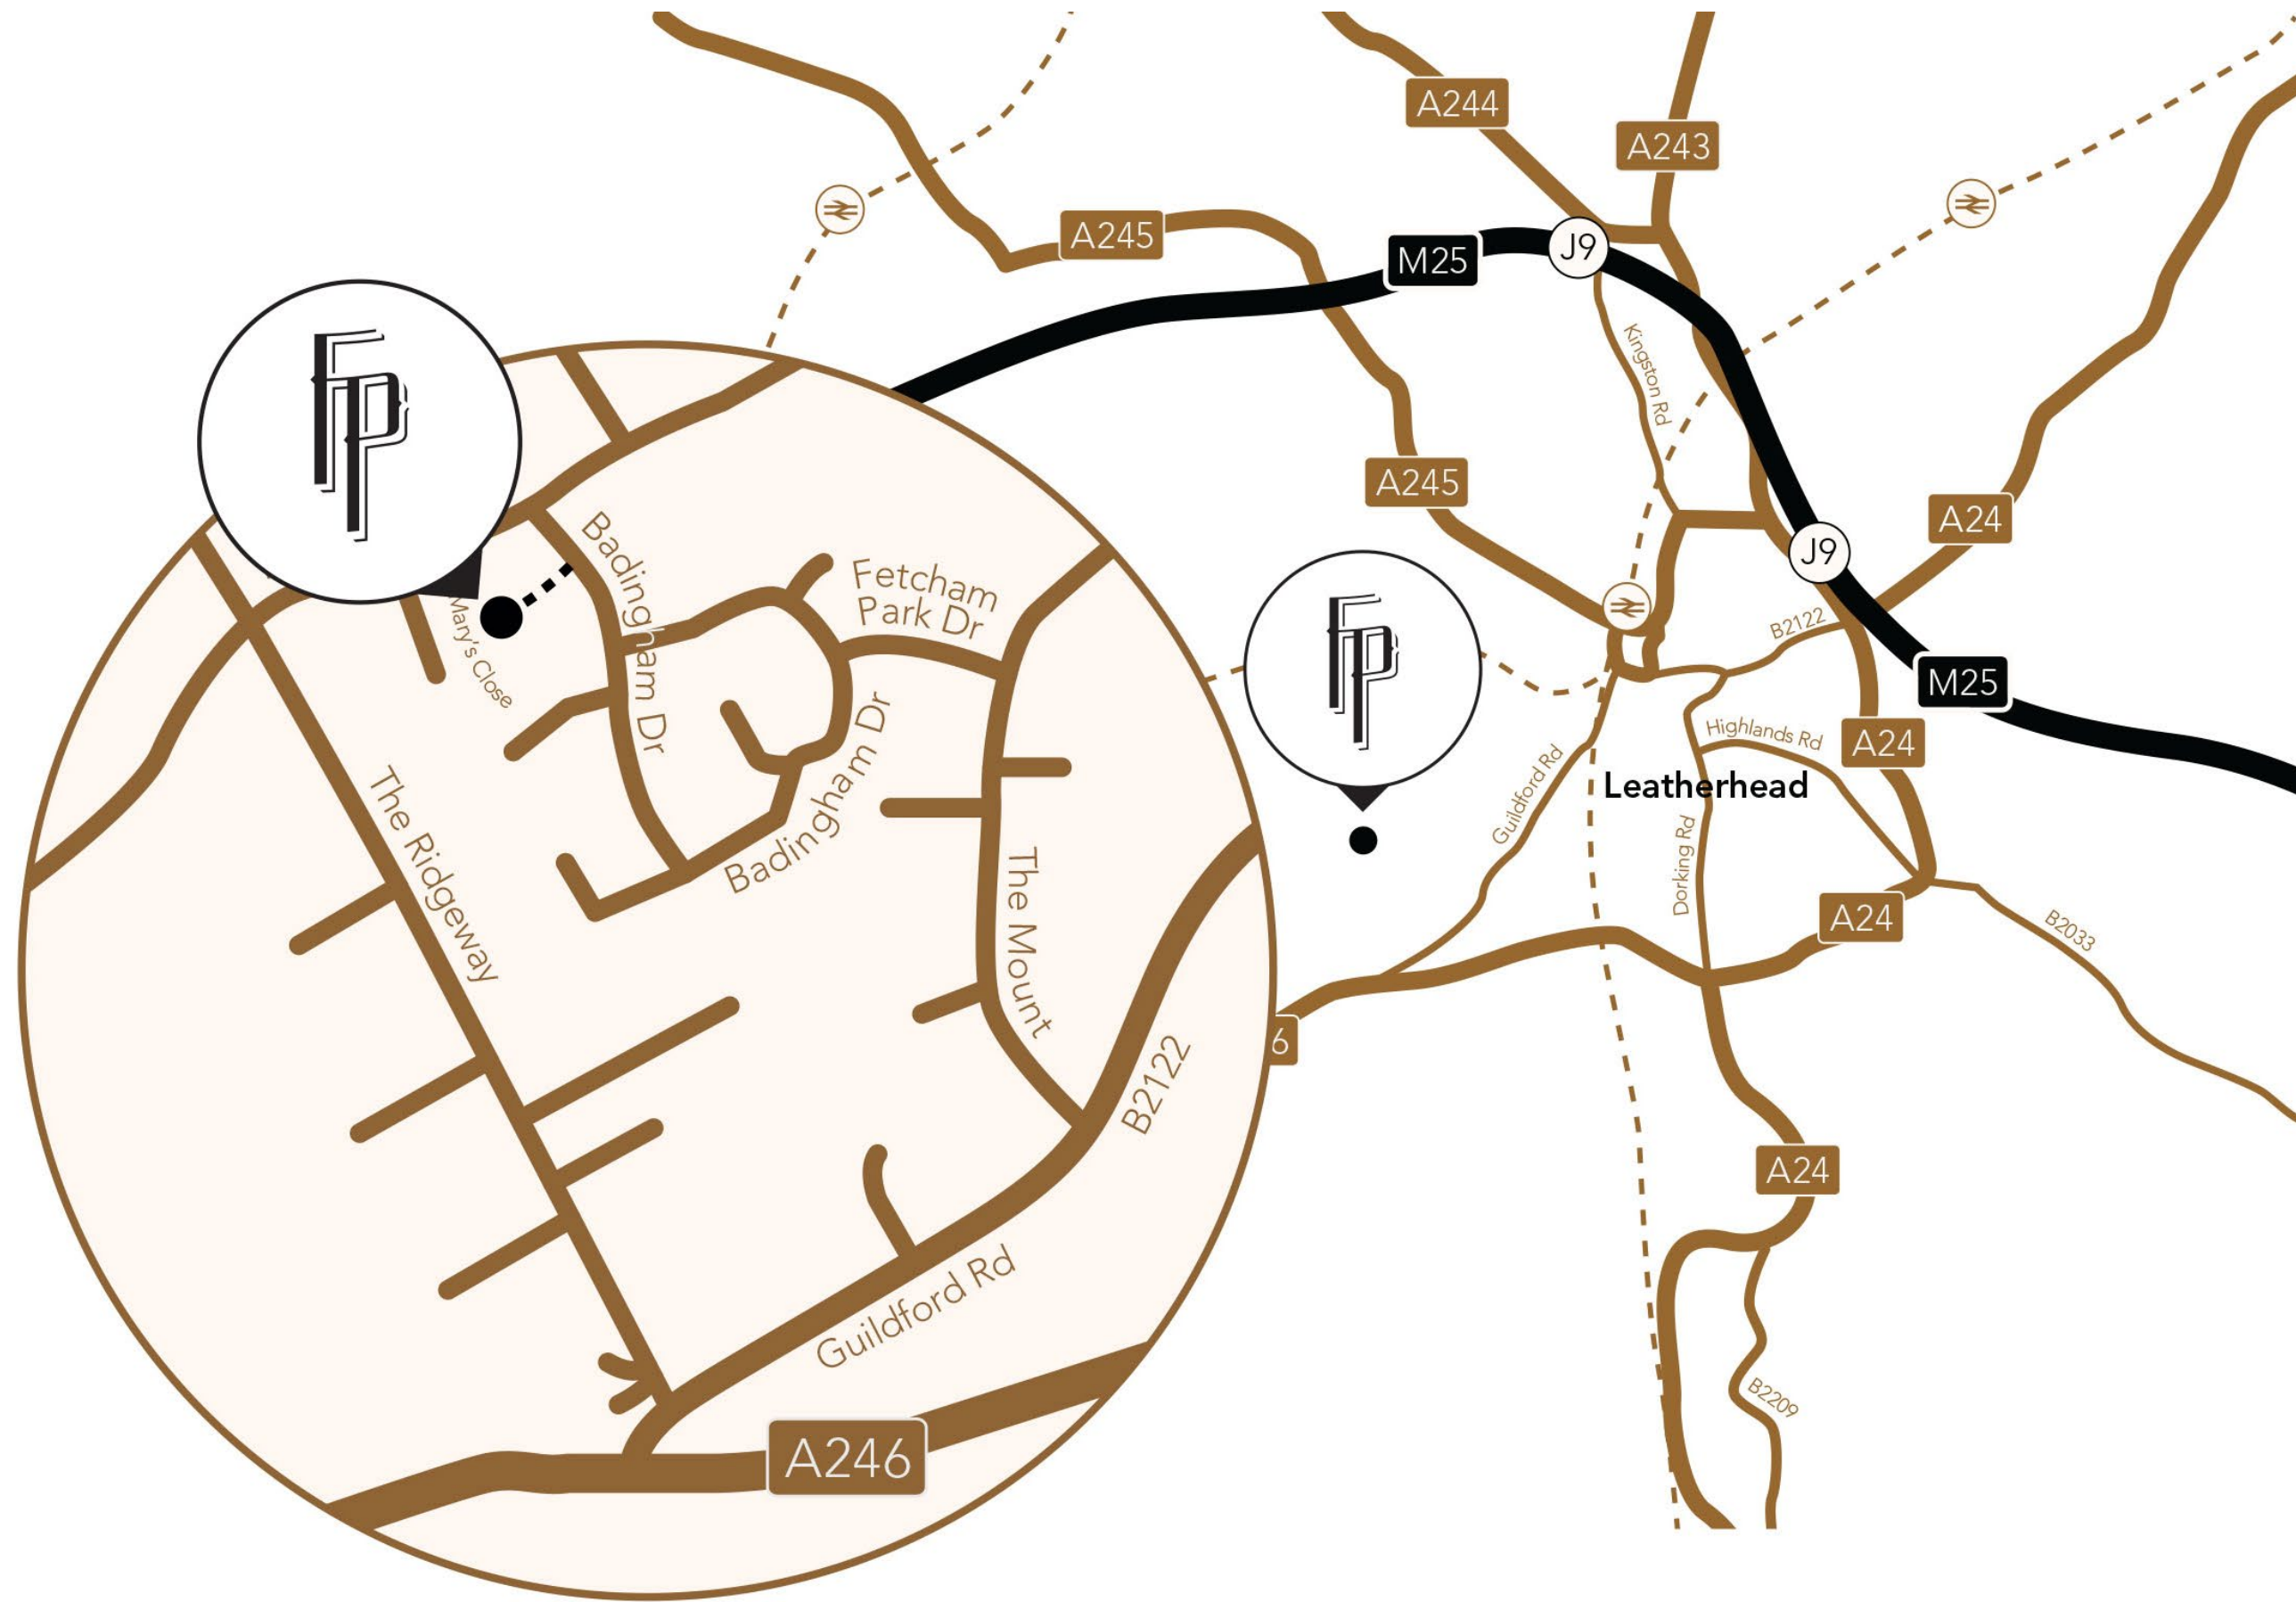 A244
A243
A245
M25
J9
Kingston Rd
A245
A24
J9
B2122
M25
FP
FP
Badingham Dr
Fetcham
Park Dr
Mary's Close
Highlands Rd
A24
Leatherhead
Guildford Rd
Dorking Rd
Badingham Dr
The Ridgeway
The Mount
A24
B2033
6
B2122
A24
Guildford Rd
B2209
A246